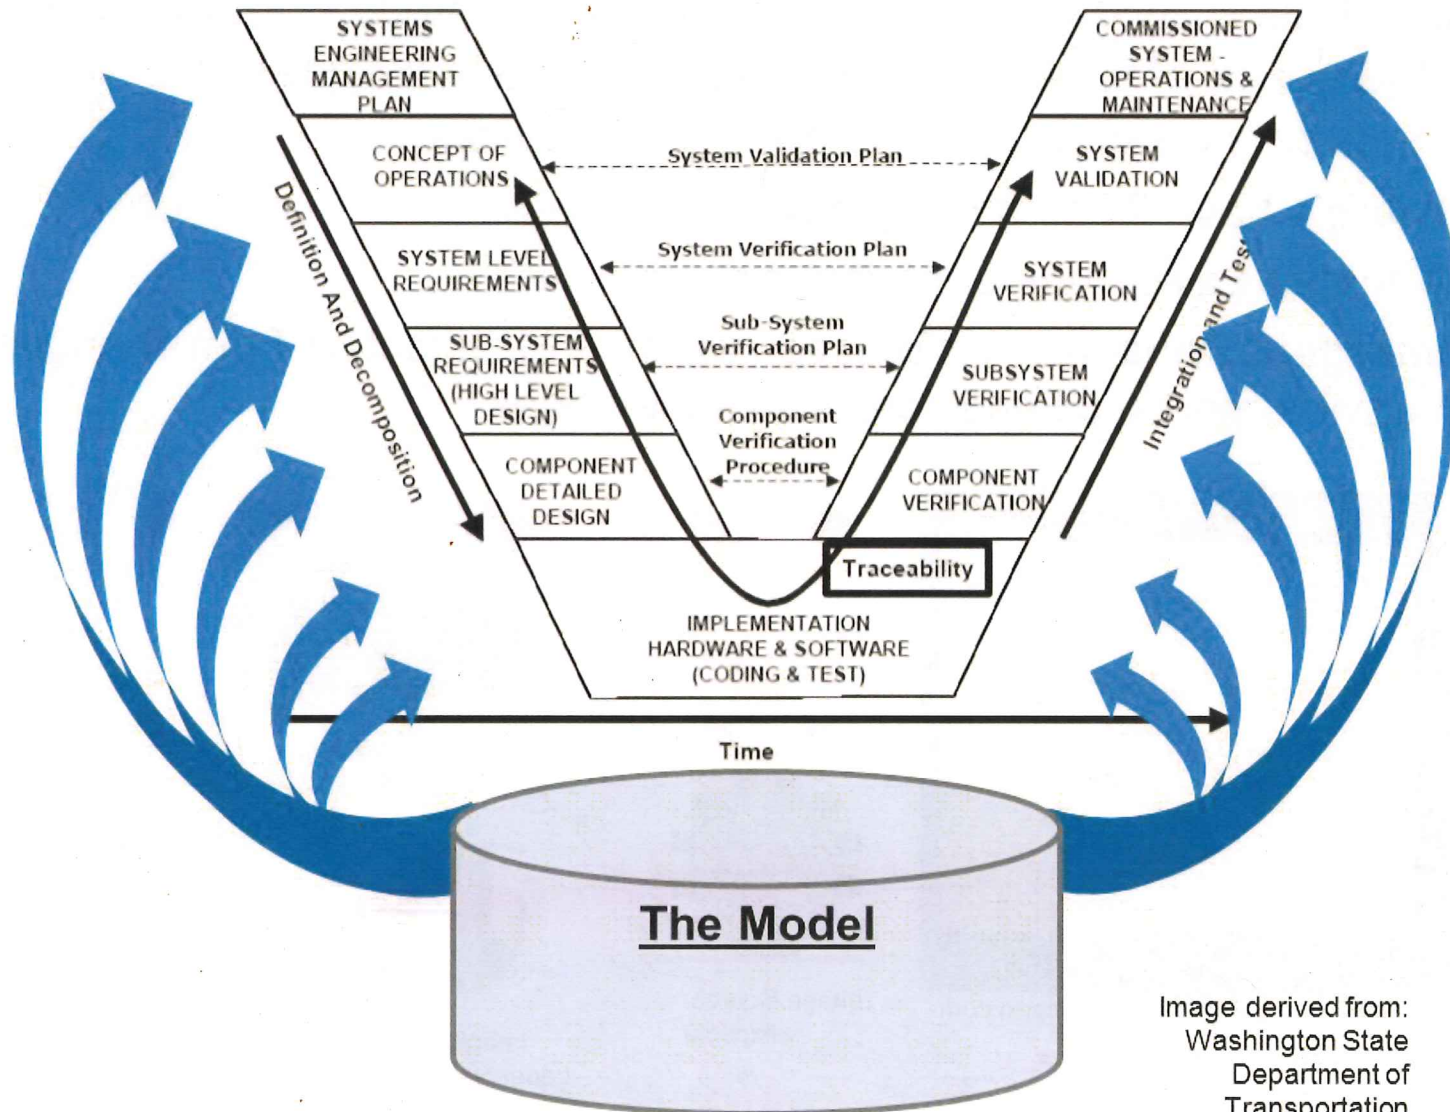 SYSTEMS
ENGINEERING
MANAGEMENT
PLAN
COMMISSIONED
SYSTEM -
OPERATIONS &
MAINTENANCE
CONCEPT OF
OPERATIONS
System Validation Plan
SYSTEM
VALIDATION
Definition And Decomposition
SYSTEM LEVEL
REQUIREMENTS
System Verification Plan
SYSTEM
VERIFICATION
Integration and Test
SUB-SYSTEM
REQUIREMENTS
(HIGH LEVEL
DESIGN)
Sub-System
Verification Plan
SUBSYSTEM
VERIFICATION
COMPONENT
DETAILED
DESIGN
Component
Verification
Procedure
COMPONENT
VERIFICATION
Traceability
IMPLEMENTATION
HARDWARE & SOFTWARE
(CODING & TEST)
Time
The Model
Image derived from:
Washington State
Department of
Transportation